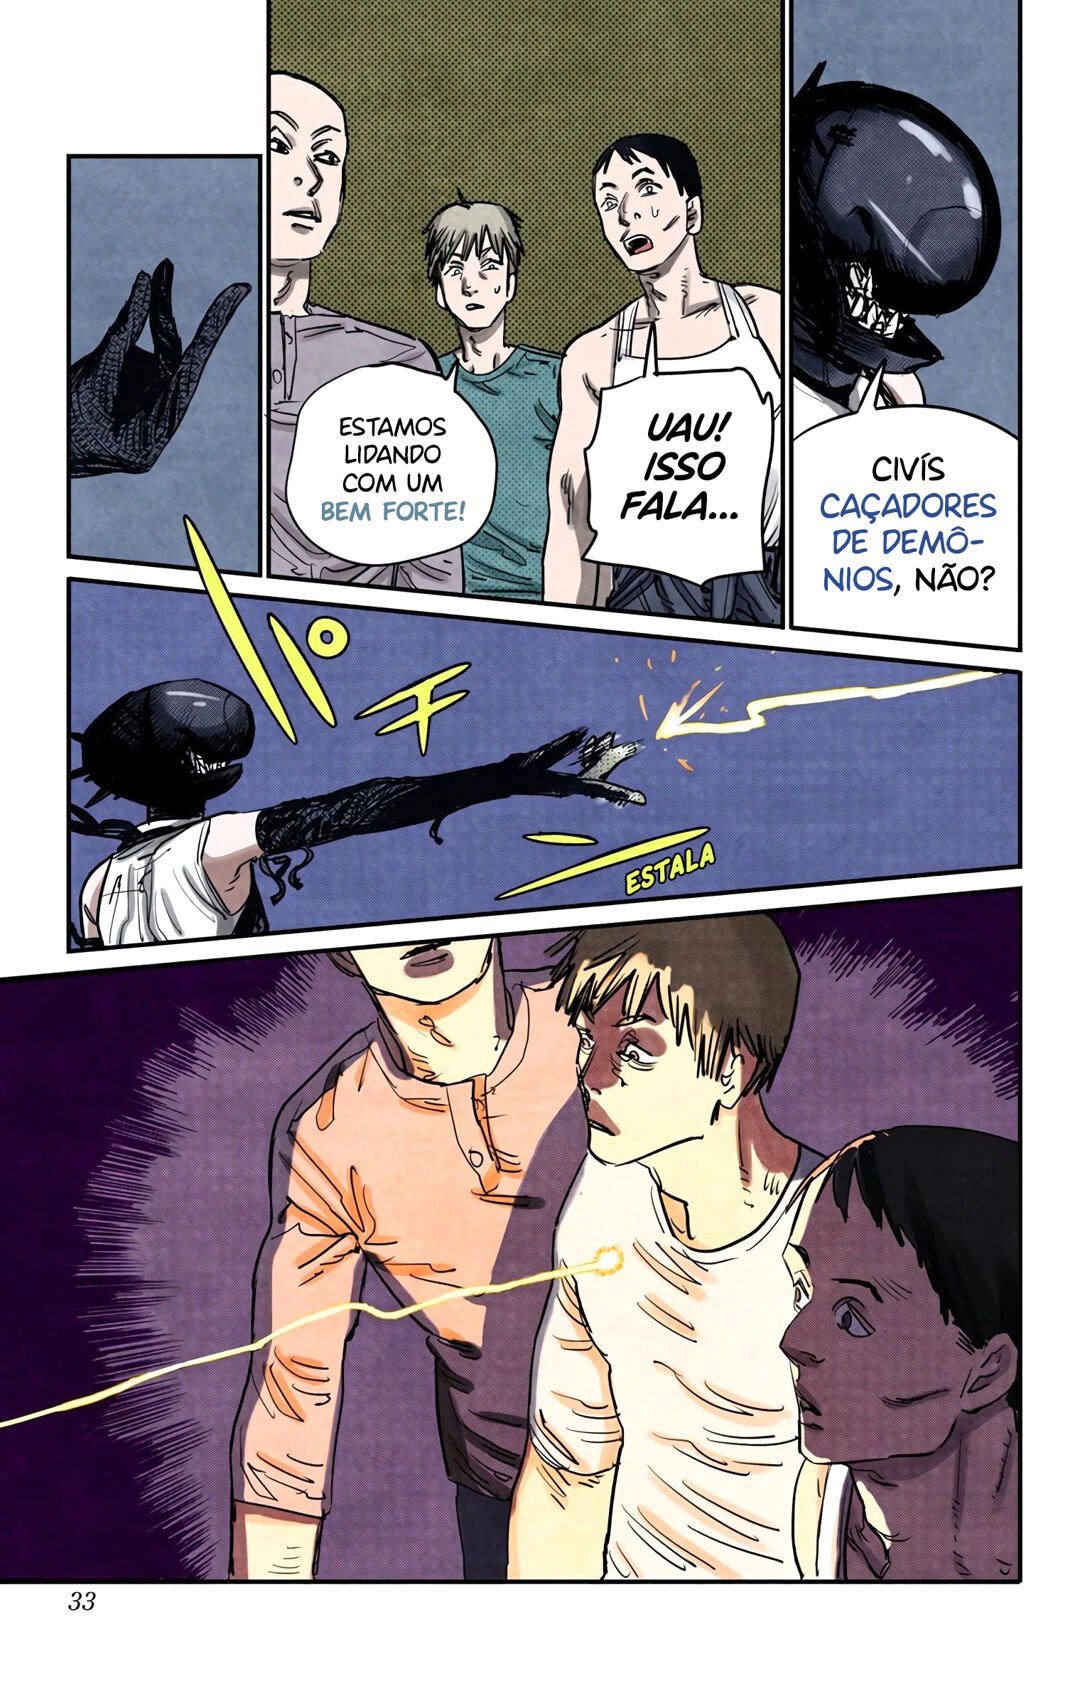 CIVÍS
CAÇADORES
DE DEMÔ-
NIOS, NÃO?
UAU!
ISSO
FALA...
ESTAMOS
LIDANDO
COM UM
BEM FORTE!
パチ
ESTALA
33